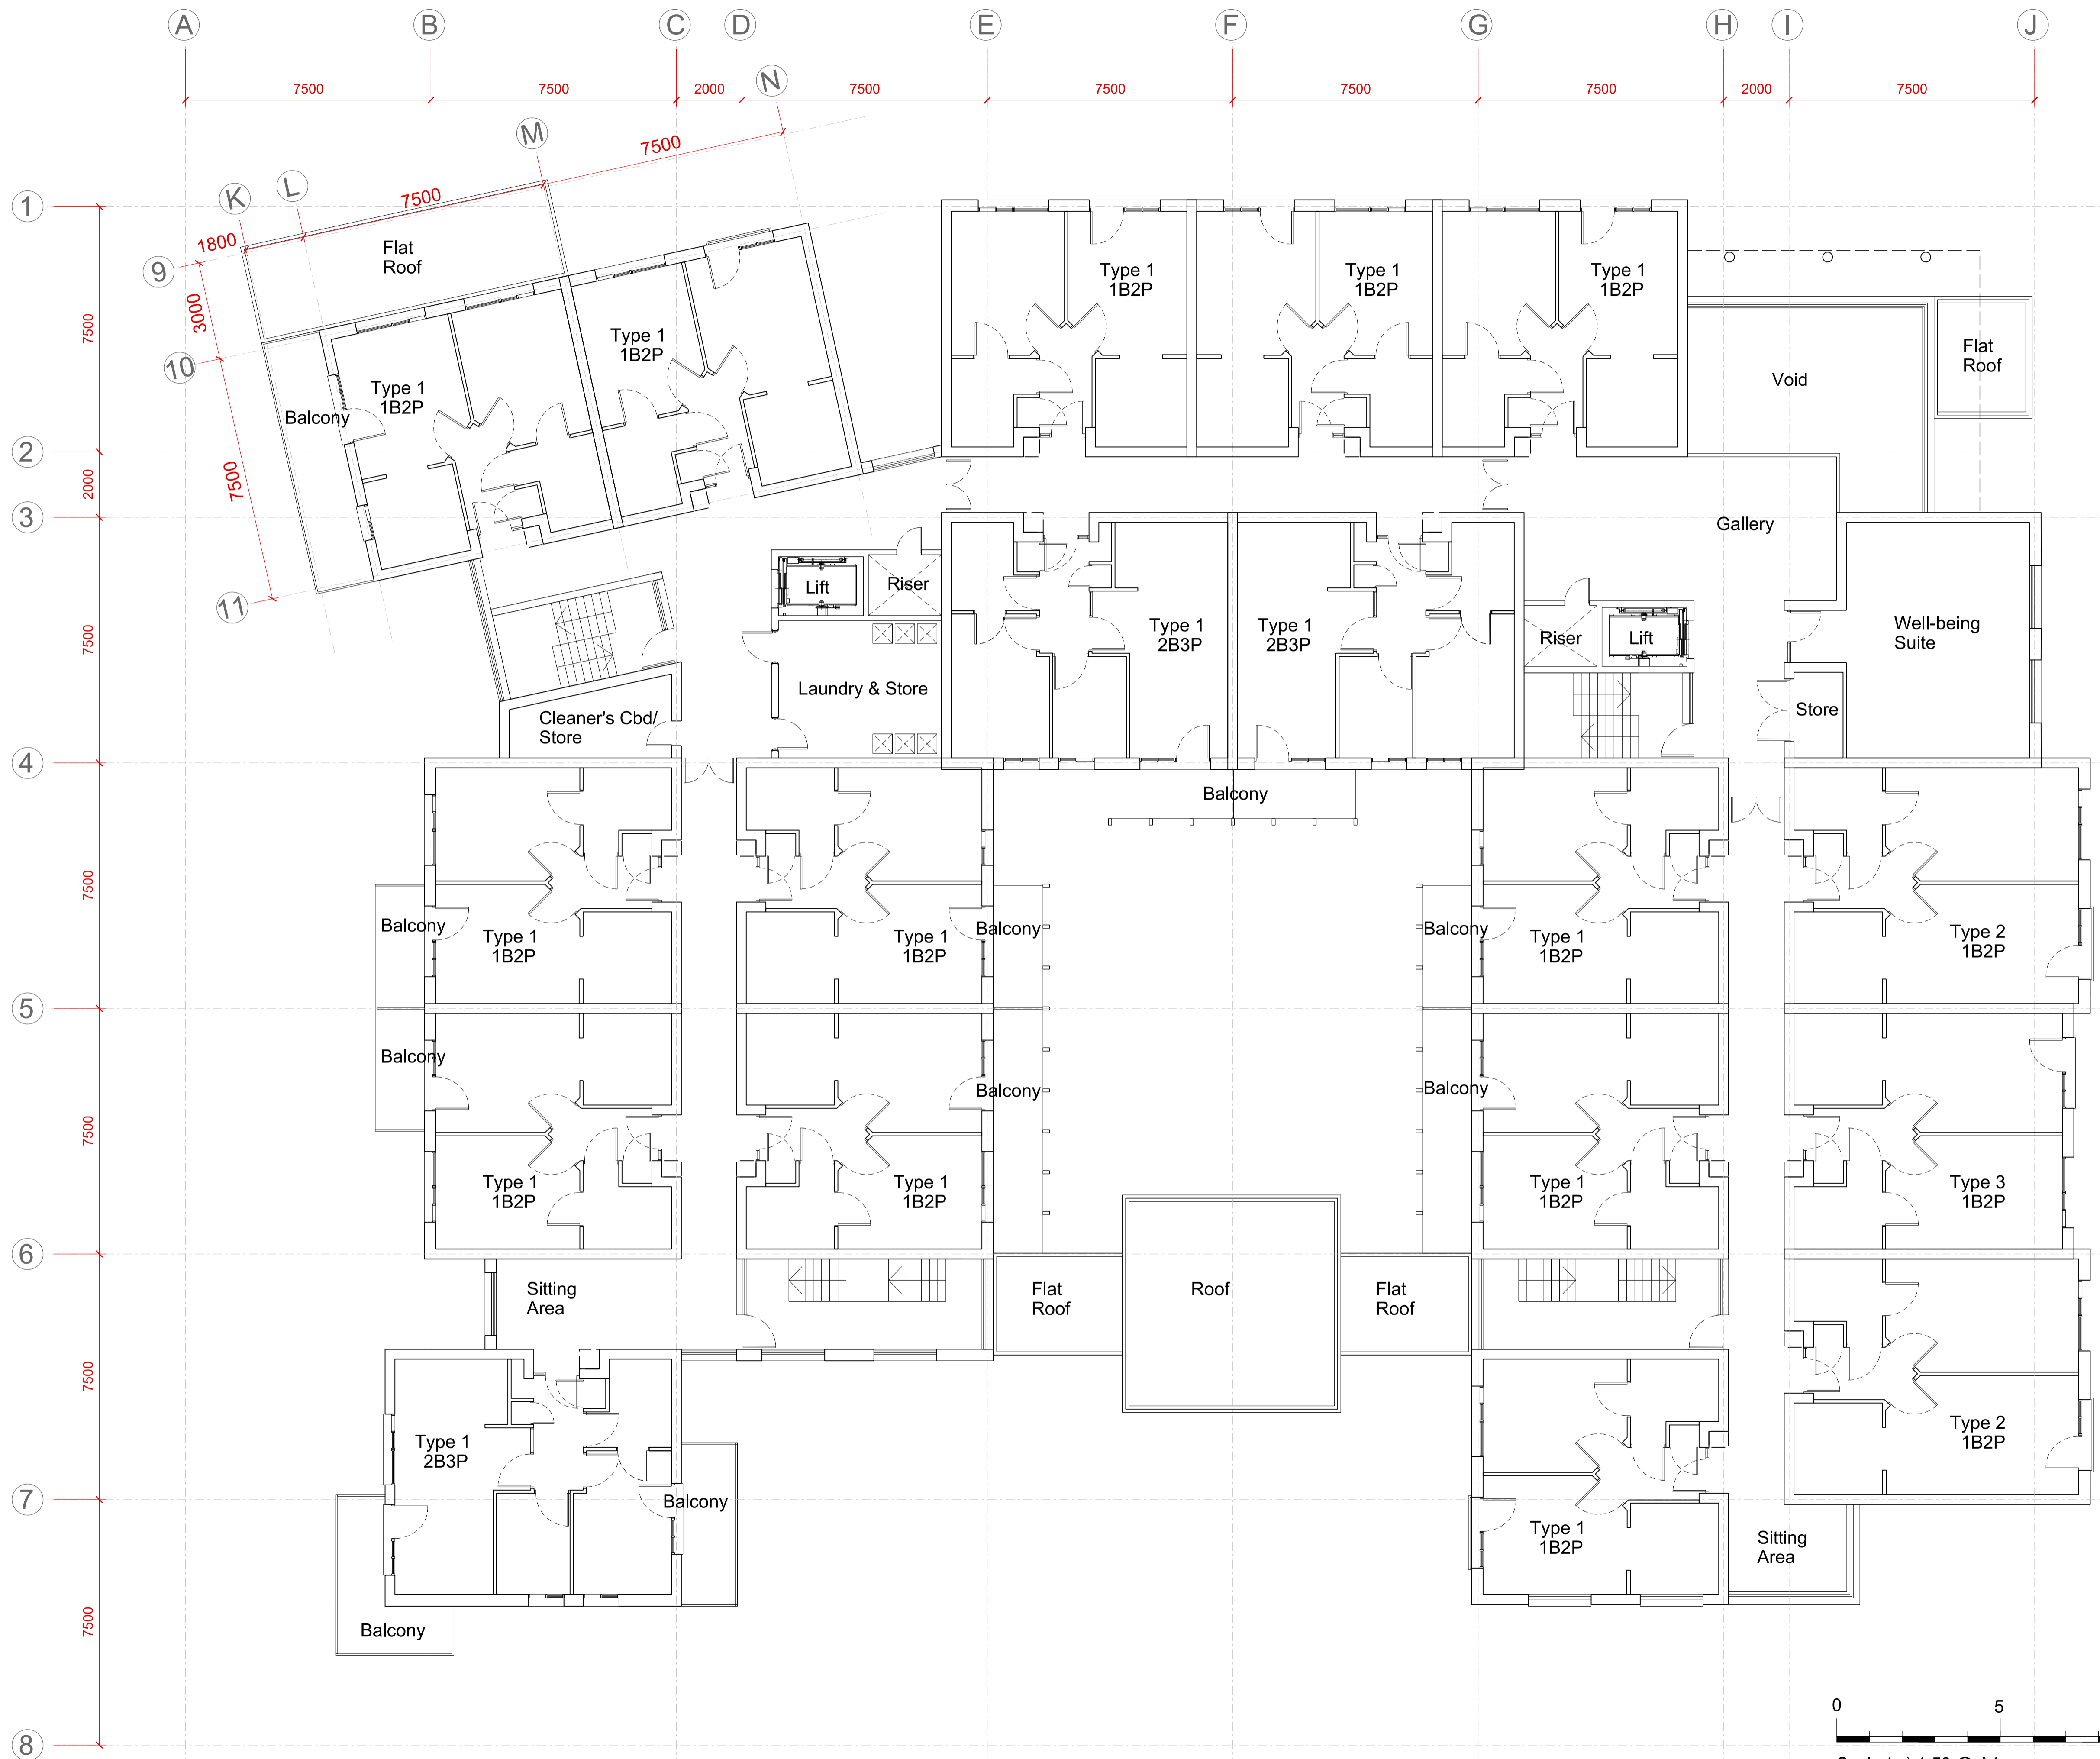 A B C D E F G H I J
7500 7500 2000 7500 7500 7500 7500 2000 7500
K L M N
1800 7500 7500
9 10 11
3000 7500
1 2 3 4 5 6 7 8
7500
2000
7500
7500
7500
7500
7500
Flat
Roof
Type 1
1B2P
Type 1
1B2P
Balcony
Type 1
1B2P
Type 1
1B2P
Type 1
1B2P
Void
Flat
Roof
Gallery
Lift
Riser
Laundry & Store
Cleaner's Cbd/
Store
Type 1
2B3P
Type 1
2B3P
Riser
Lift
Well-being
Suite
Store
Balcony
Balcony
Type 1
1B2P
Type 1
1B2P
Balcony
Balcony
Type 1
1B2P
Type 2
1B2P
Balcony
Type 1
1B2P
Type 1
1B2P
Balcony
Balcony
Type 1
1B2P
Type 3
1B2P
Sitting
Area
Flat
Roof
Roof
Flat
Roof
Type 1
2B3P
Balcony
Balcony
Type 1
1B2P
Type 2
1B2P
Sitting
Area
0 5